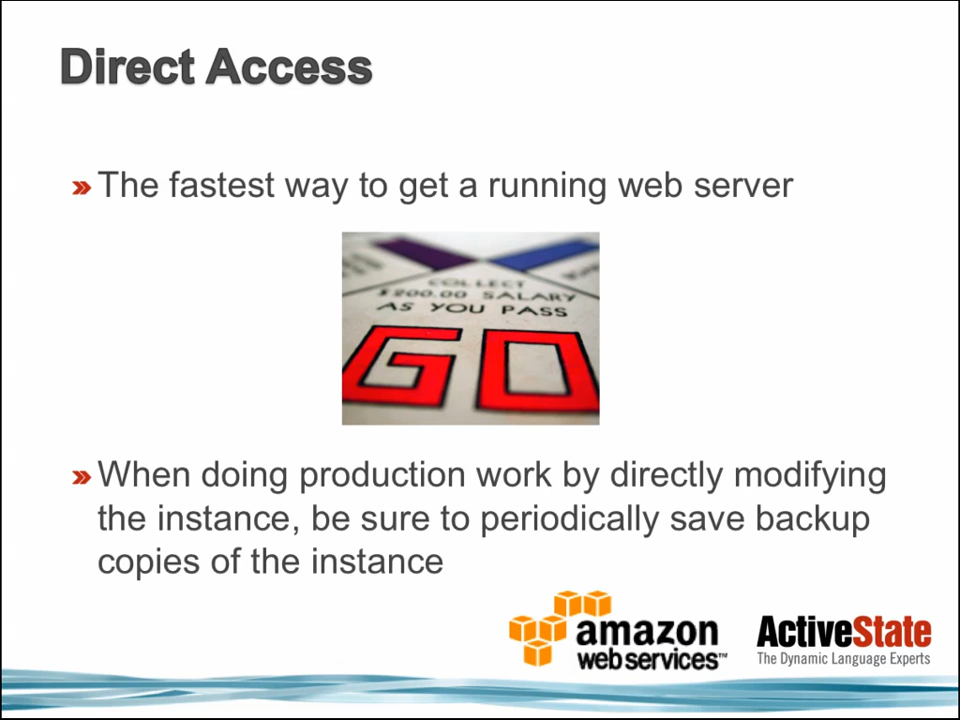 Direct Access
» The fastest way to get a running web server
COLLECT
$200.00 SALARY
AS YOU PASS
GO
» When doing production work by directly modifying
the instance, be sure to periodically save backup
copies of the instance
amazon
webservices™
ActiveState
The Dynamic Language Experts